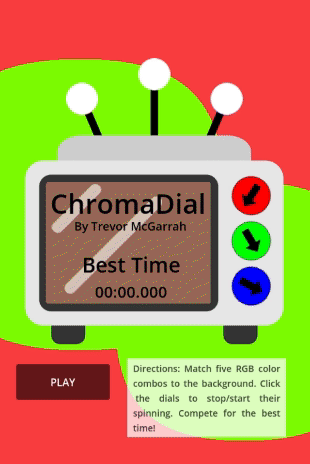 ChromaDial
By Trevor McGarrah
Best Time
00:00.000
PLAY
Directions: Match five RGB color
combos to the background. Click
the dials to stop/start their
spinning. Compete for the best
time!